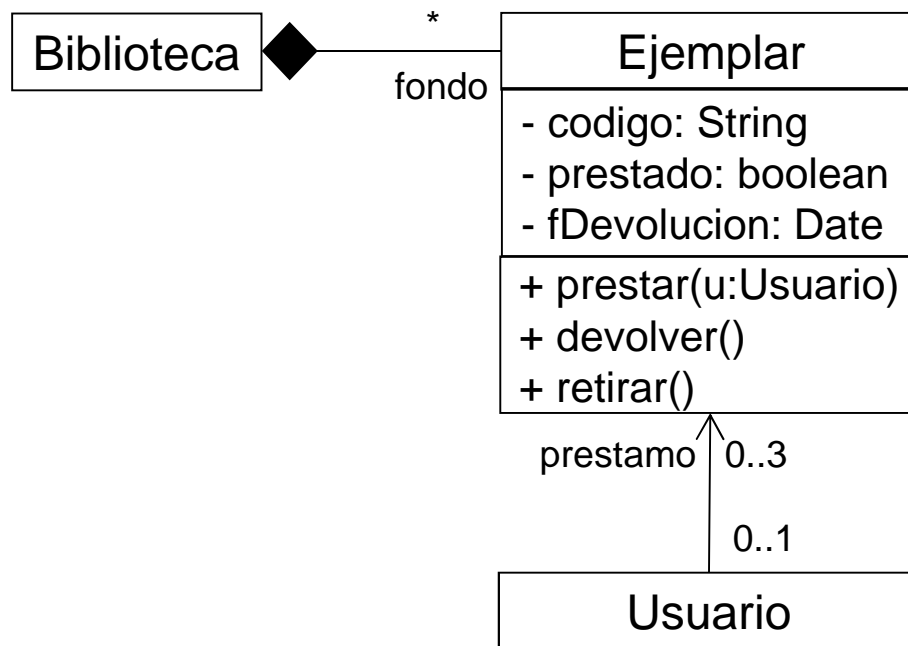 Biblioteca
*
fondo
Ejemplar
- codigo: String
- prestado: boolean
- fDevolucion: Date
+ prestar(u:Usuario)
+ devolver()
+ retirar()
prestamo 0..3
0..1
Usuario